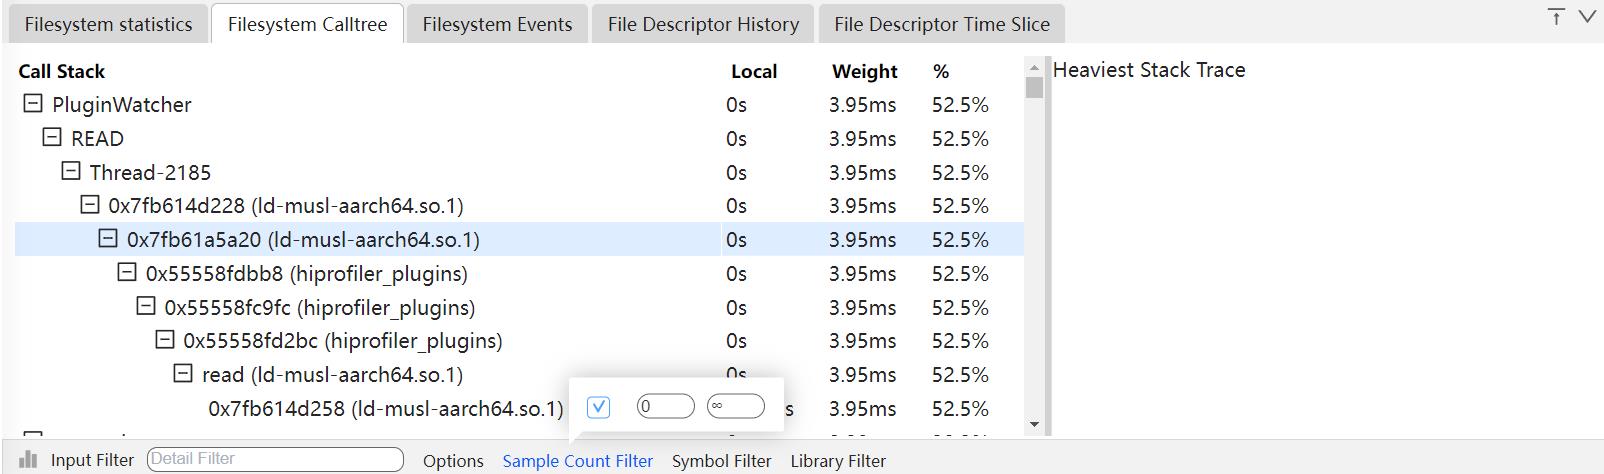 Filesystem statistics Filesystem Calltree Filesystem Events File Descriptor History File Descriptor Time Slice
Call Stack Local Weight % Heaviest Stack Trace
PluginWatcher 0s 3.95ms 52.5%
READ 0s 3.95ms 52.5%
Thread-2185 0s 3.95ms 52.5%
0x7fb614d228 (ld-musl-aarch64.so.1) 0s 3.95ms 52.5%
0x7fb61a5a20 (ld-musl-aarch64.so.1) 0s 3.95ms 52.5%
0x55558fdbb8 (hiprofiler_plugins) 0s 3.95ms 52.5%
0x55558fc9fc (hiprofiler_plugins) 0s 3.95ms 52.5%
0x55558fd2bc (hiprofiler_plugins) 0s 3.95ms 52.5%
read (ld-musl-aarch64.so.1) 0s 3.95ms 52.5%
0x7fb614d258 (ld-musl-aarch64.so.1) 0 ∞ s 3.95ms 52.5%
Input Filter Detail Filter Options Sample Count Filter Symbol Filter Library Filter